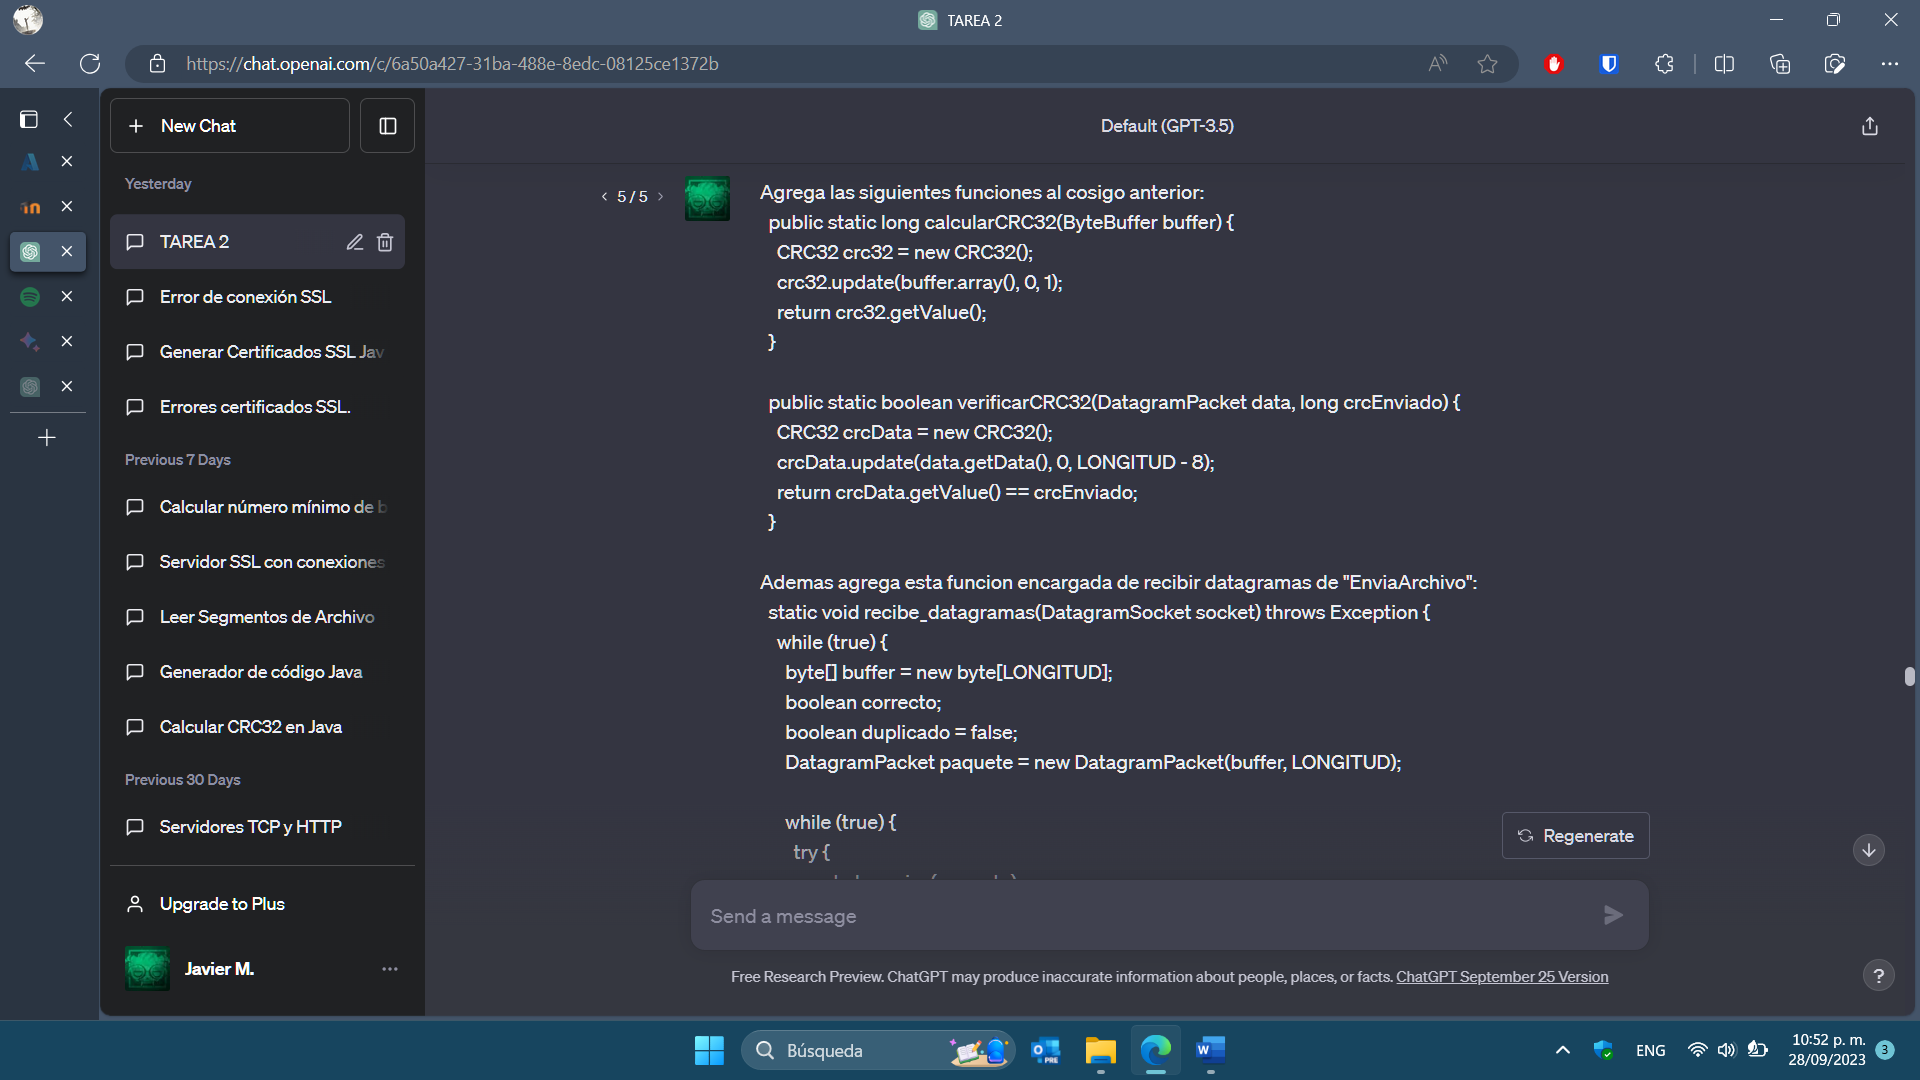 TAREA 2
https://chat.openai.com/c/6a50a427-31ba-488e-8edc-08125ce1372b
New Chat
Yesterday
TAREA 2
Error de conexión SSL
Generar Certificados SSL Jav
Errores certificados SSL.
Previous 7 Days
Calcular número mínimo de b
Servidor SSL con conexiones
Leer Segmentos de Archivo
Generador de código Java
Calcular CRC32 en Java
Previous 30 Days
Servidores TCP y HTTP
Upgrade to Plus
Javier M.
Default (GPT-3.5)
5 / 5
Agrega las siguientes funciones al cosigo anterior:
public static long calcularCRC32(ByteBuffer buffer) {
CRC32 crc32 = new CRC32();
crc32.update(buffer.array(), 0, 1);
return crc32.getValue();
}
public static boolean verificarCRC32(DatagramPacket data, long crcEnviado) {
CRC32 crcData = new CRC32();
crcData.update(data.getData(), 0, LONGITUD - 8);
return crcData.getValue() == crcEnviado;
}
Ademas agrega esta funcion encargada de recibir datagramas de "EnviaArchivo":
static void recibe_datagramas(DatagramSocket socket) throws Exception {
while (true) {
byte[] buffer = new byte[LONGITUD];
boolean correcto;
boolean duplicado = false;
DatagramPacket paquete = new DatagramPacket(buffer, LONGITUD);
while (true) {
try {
Regenerate
Send a message
Free Research Preview. ChatGPT may produce inaccurate information about people, places, or facts. ChatGPT September 25 Version
?
Búsqueda
ENG
10:52 p. m.
28/09/2023
3